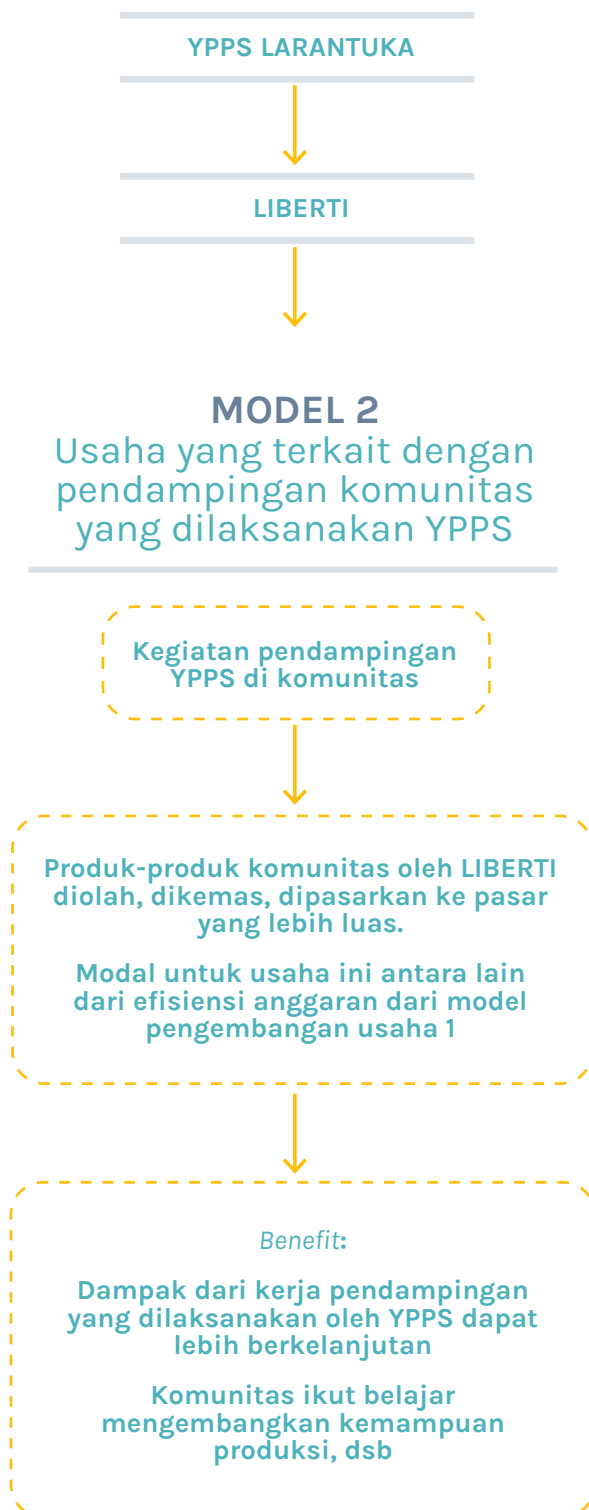 YPPS LARANTUKA
LIBERTI
MODEL 2
Usaha yang terkait dengan
pendampingan komunitas
yang dilaksanakan YPPS
Kegiatan pendampingan
YPPS di komunitas
Produk-produk komunitas oleh LIBERTI
diolah, dikemas, dipasarkan ke pasar
yang lebih luas.
Modal untuk usaha ini antara lain
dari efisiensi anggaran dari model
pengembangan usaha 1
Benefit:
Dampak dari kerja pendampingan
yang dilaksanakan oleh YPPS dapat
lebih berkelanjutan
Komunitas ikut belajar
mengembangkan kemampuan
produksi, dsb